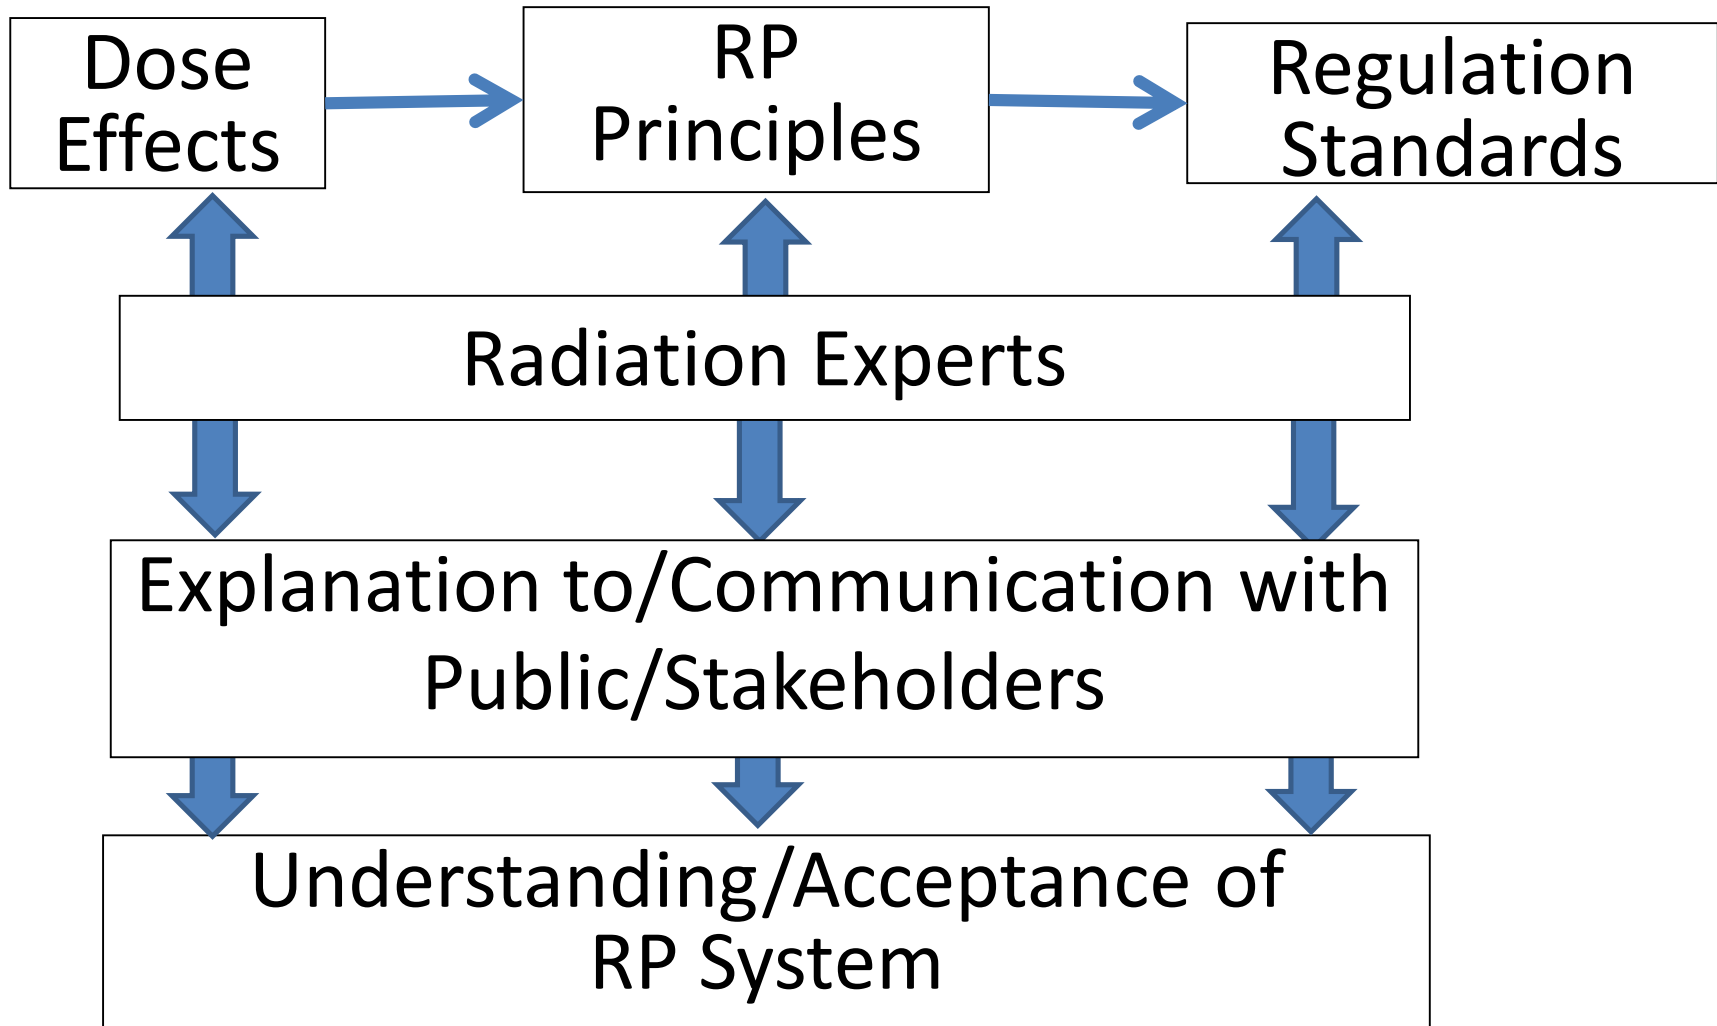 Dose
Effects
RP
Principles
Regulation
Standards
Radiation Experts
Explanation to/Communication with
Public/Stakeholders
Understanding/Acceptance of
RP System